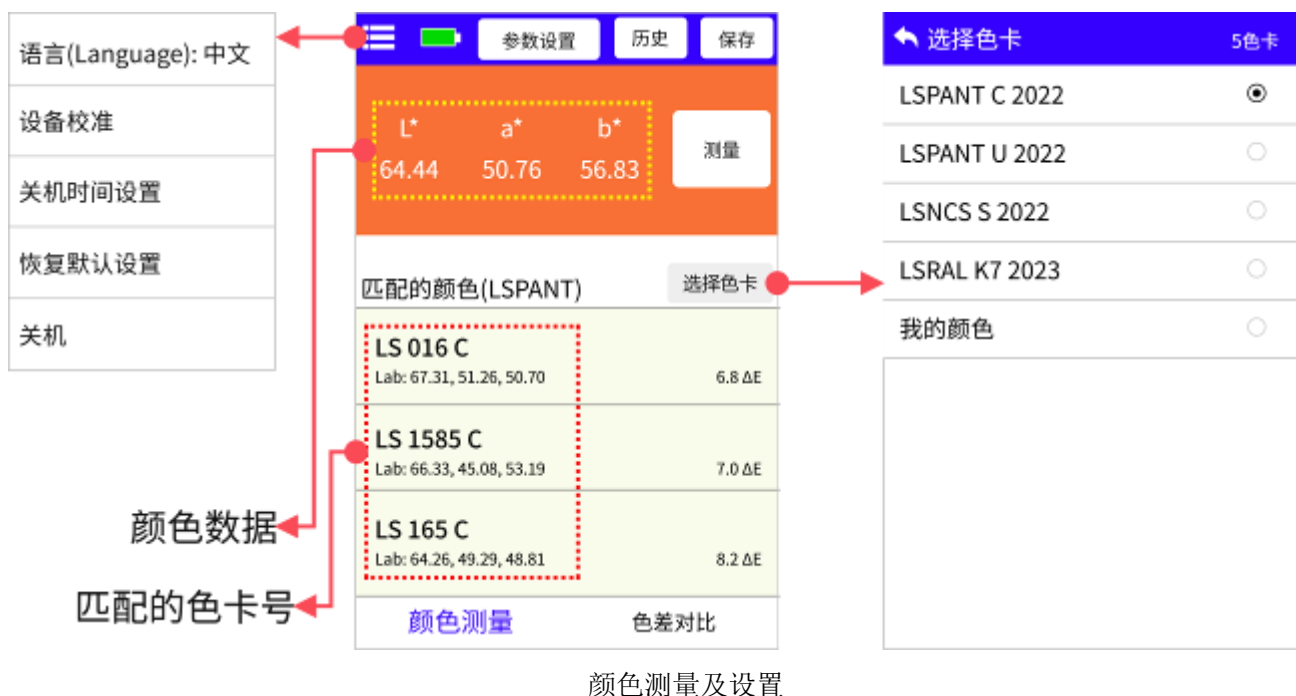 语言(Language): 中文
设备校准
关机时间设置
恢复默认设置
关机
颜色数据
匹配的色卡号
参数设置
历史
保存
L* a* b*
64.44 50.76 56.83
测量
匹配的颜色(LSPANT)
选择色卡
LS 016 C
Lab: 67.31, 51.26, 50.70 6.8 ΔE
LS 1585 C
Lab: 66.33, 45.08, 53.19 7.0 ΔE
LS 165 C
Lab: 64.26, 49.29, 48.81 8.2 ΔE
颜色测量 色差对比
选择色卡 5色卡
LSPANT C 2022
LSPANT U 2022
LSNCS S 2022
LSRAL K7 2023
我的颜色
颜色测量及设置